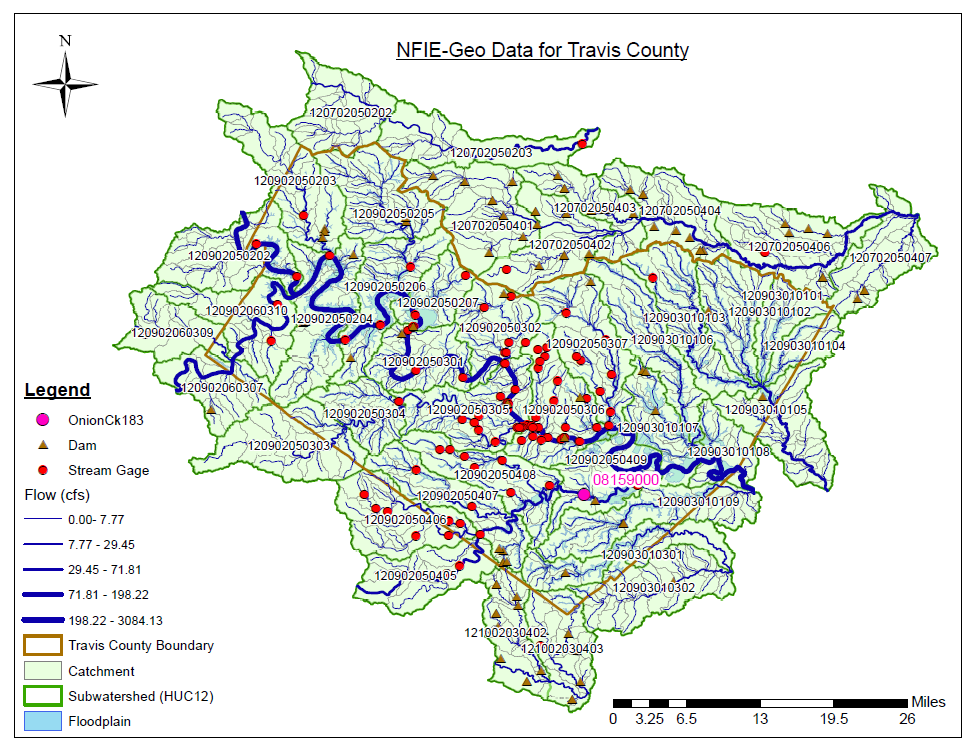 NFIE-Geo Data for Travis County
N
120702050202
120702050203
120902050203
120902050205
120702050403
120702050404
120702050401
120702050402
120702050406
120702050407
120902050202
120902050206
120902050207
120903010101
120903010102
120902060310
120902050204
120903010103
120902060309
120902050302
120903010106
120902050307
120903010104
120902050301
120902060307
120902050304
120902050305
120902050306
120903010105
120903010107
120902050303
120903010108
120902050409
120902050408
08159000
120902050407
120903010109
120902050406
120903010301
120902050405
120903010302
121002030402
121002030403
Legend
OnionCk183
Dam
Stream Gage
Flow (cfs)
0.00- 7.77
7.77 - 29.45
29.45 - 71.81
71.81 - 198.22
198.22 - 3084.13
Travis County Boundary
Catchment
Subwatershed (HUC12)
Floodplain
Miles
0 3.25 6.5 13 19.5 26